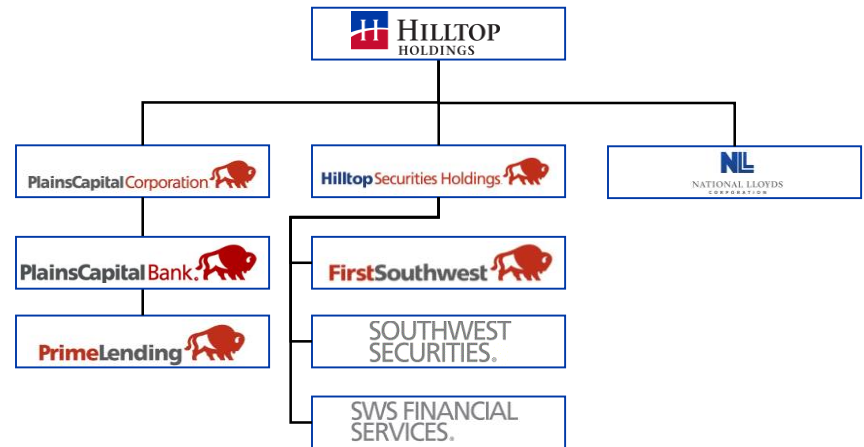 H HILLTOP
HOLDINGS
PlainsCapital Corporation
Hilltop Securities Holdings.
NLL
NATIONAL LLOYDS
CORPORATION
PlainsCapital Bank.
FirstSouthwest
PrimeLending
SOUTHWEST
SECURITIES®
SWS FINANCIAL
SERVICES®